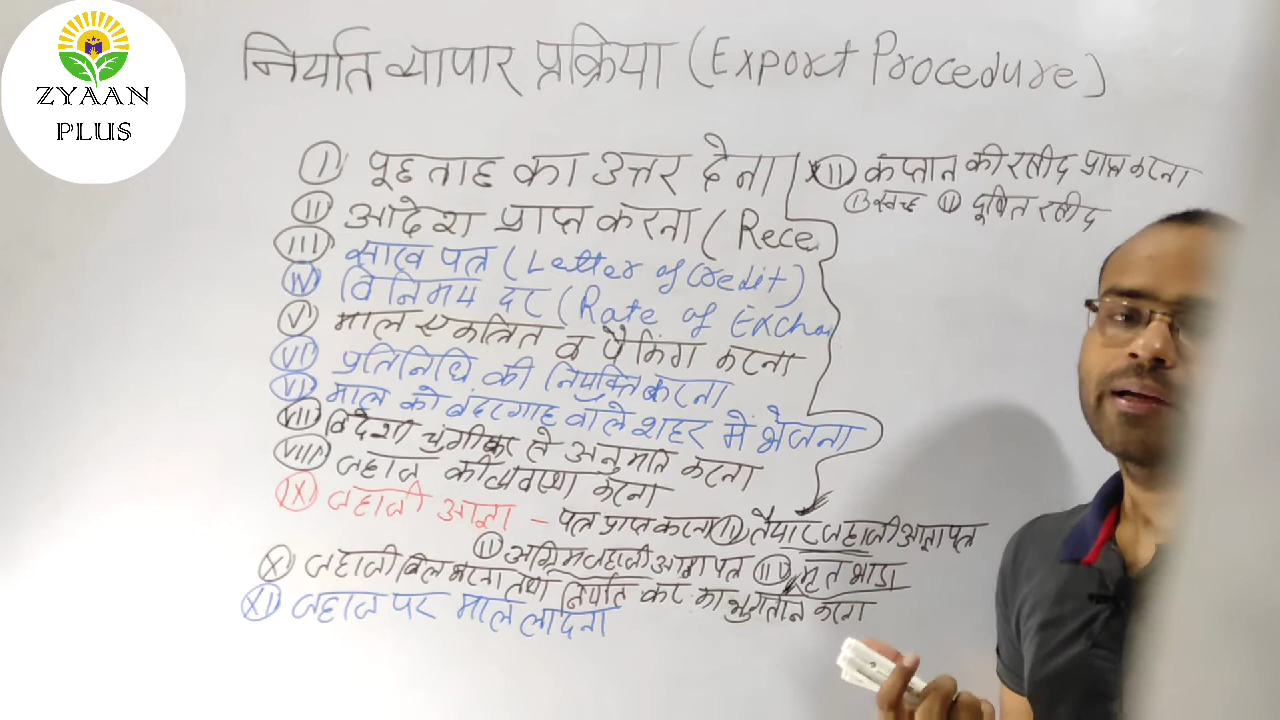 ZYAAN
PLUS
निर्यात व्यापार प्रक्रिया (Export Procedure)
I पूछताछ का उत्तर देना
II आदेश प्राप्त करना (Rece
III साख पत्र (Letter of Credit)
IV विनिमय दर (Rate of Excha
V माल एकत्रित व पैकिंग करना
VI प्रतिनिधि की नियुक्ति करना
VI माल को बंदरगाह वाले शहर में भेजना
VII विदेशी चुंगीकर से अनुमति करना
VIII जहाज की व्यवस्था करना
IX जहाजी आज्ञा - पत्र प्राप्त करना I तैयार जहाजी आज्ञा पत्र
II अग्रिम जहाजी आज्ञा पत्र III मृत भाडा
X जहाजी बिल भरना तथा निर्यात कर का भुगतान करना
XI जहाज पर माल लादना
XII कप्तान की रसीद प्राप्त करना
I स्वच्छ II दूषित रसीद